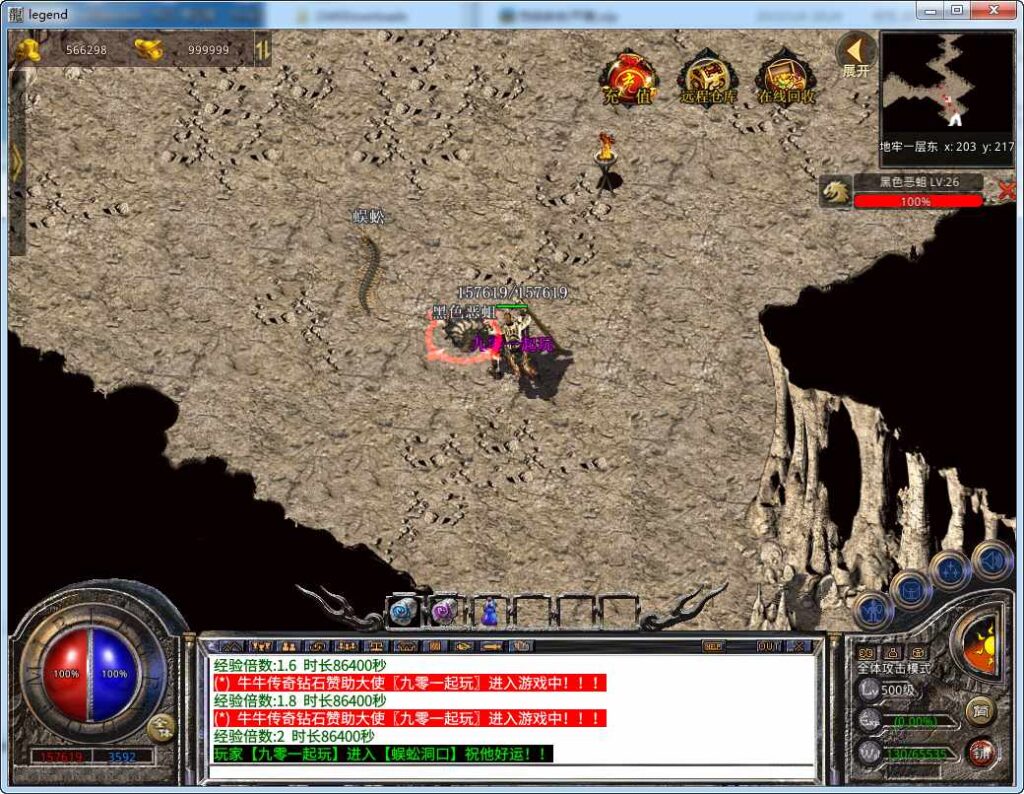 legend
566298
999999
充值
远程仓库
在线回收
展开
地牢一层东 x: 203 y: 217
黑色恶蛆 LV:26
100%
蜈蚣
157619/157619
黑色恶蛆
九零一起玩
经验倍数:1.6 时长86400秒
(*) 牛牛传奇钻石赞助大使〖九零一起玩〗进入游戏中！！！
经验倍数:1.8 时长86400秒
(*) 牛牛传奇钻石赞助大使〖九零一起玩〗进入游戏中！！！
经验倍数:2 时长86400秒
玩家【九零一起玩】进入【蜈蚣洞口】祝他好运！！
100%
100%
157619
3592
HELP
OUT
全体攻击模式
Lv 500级
Exp (0.00%)
W 130/65535